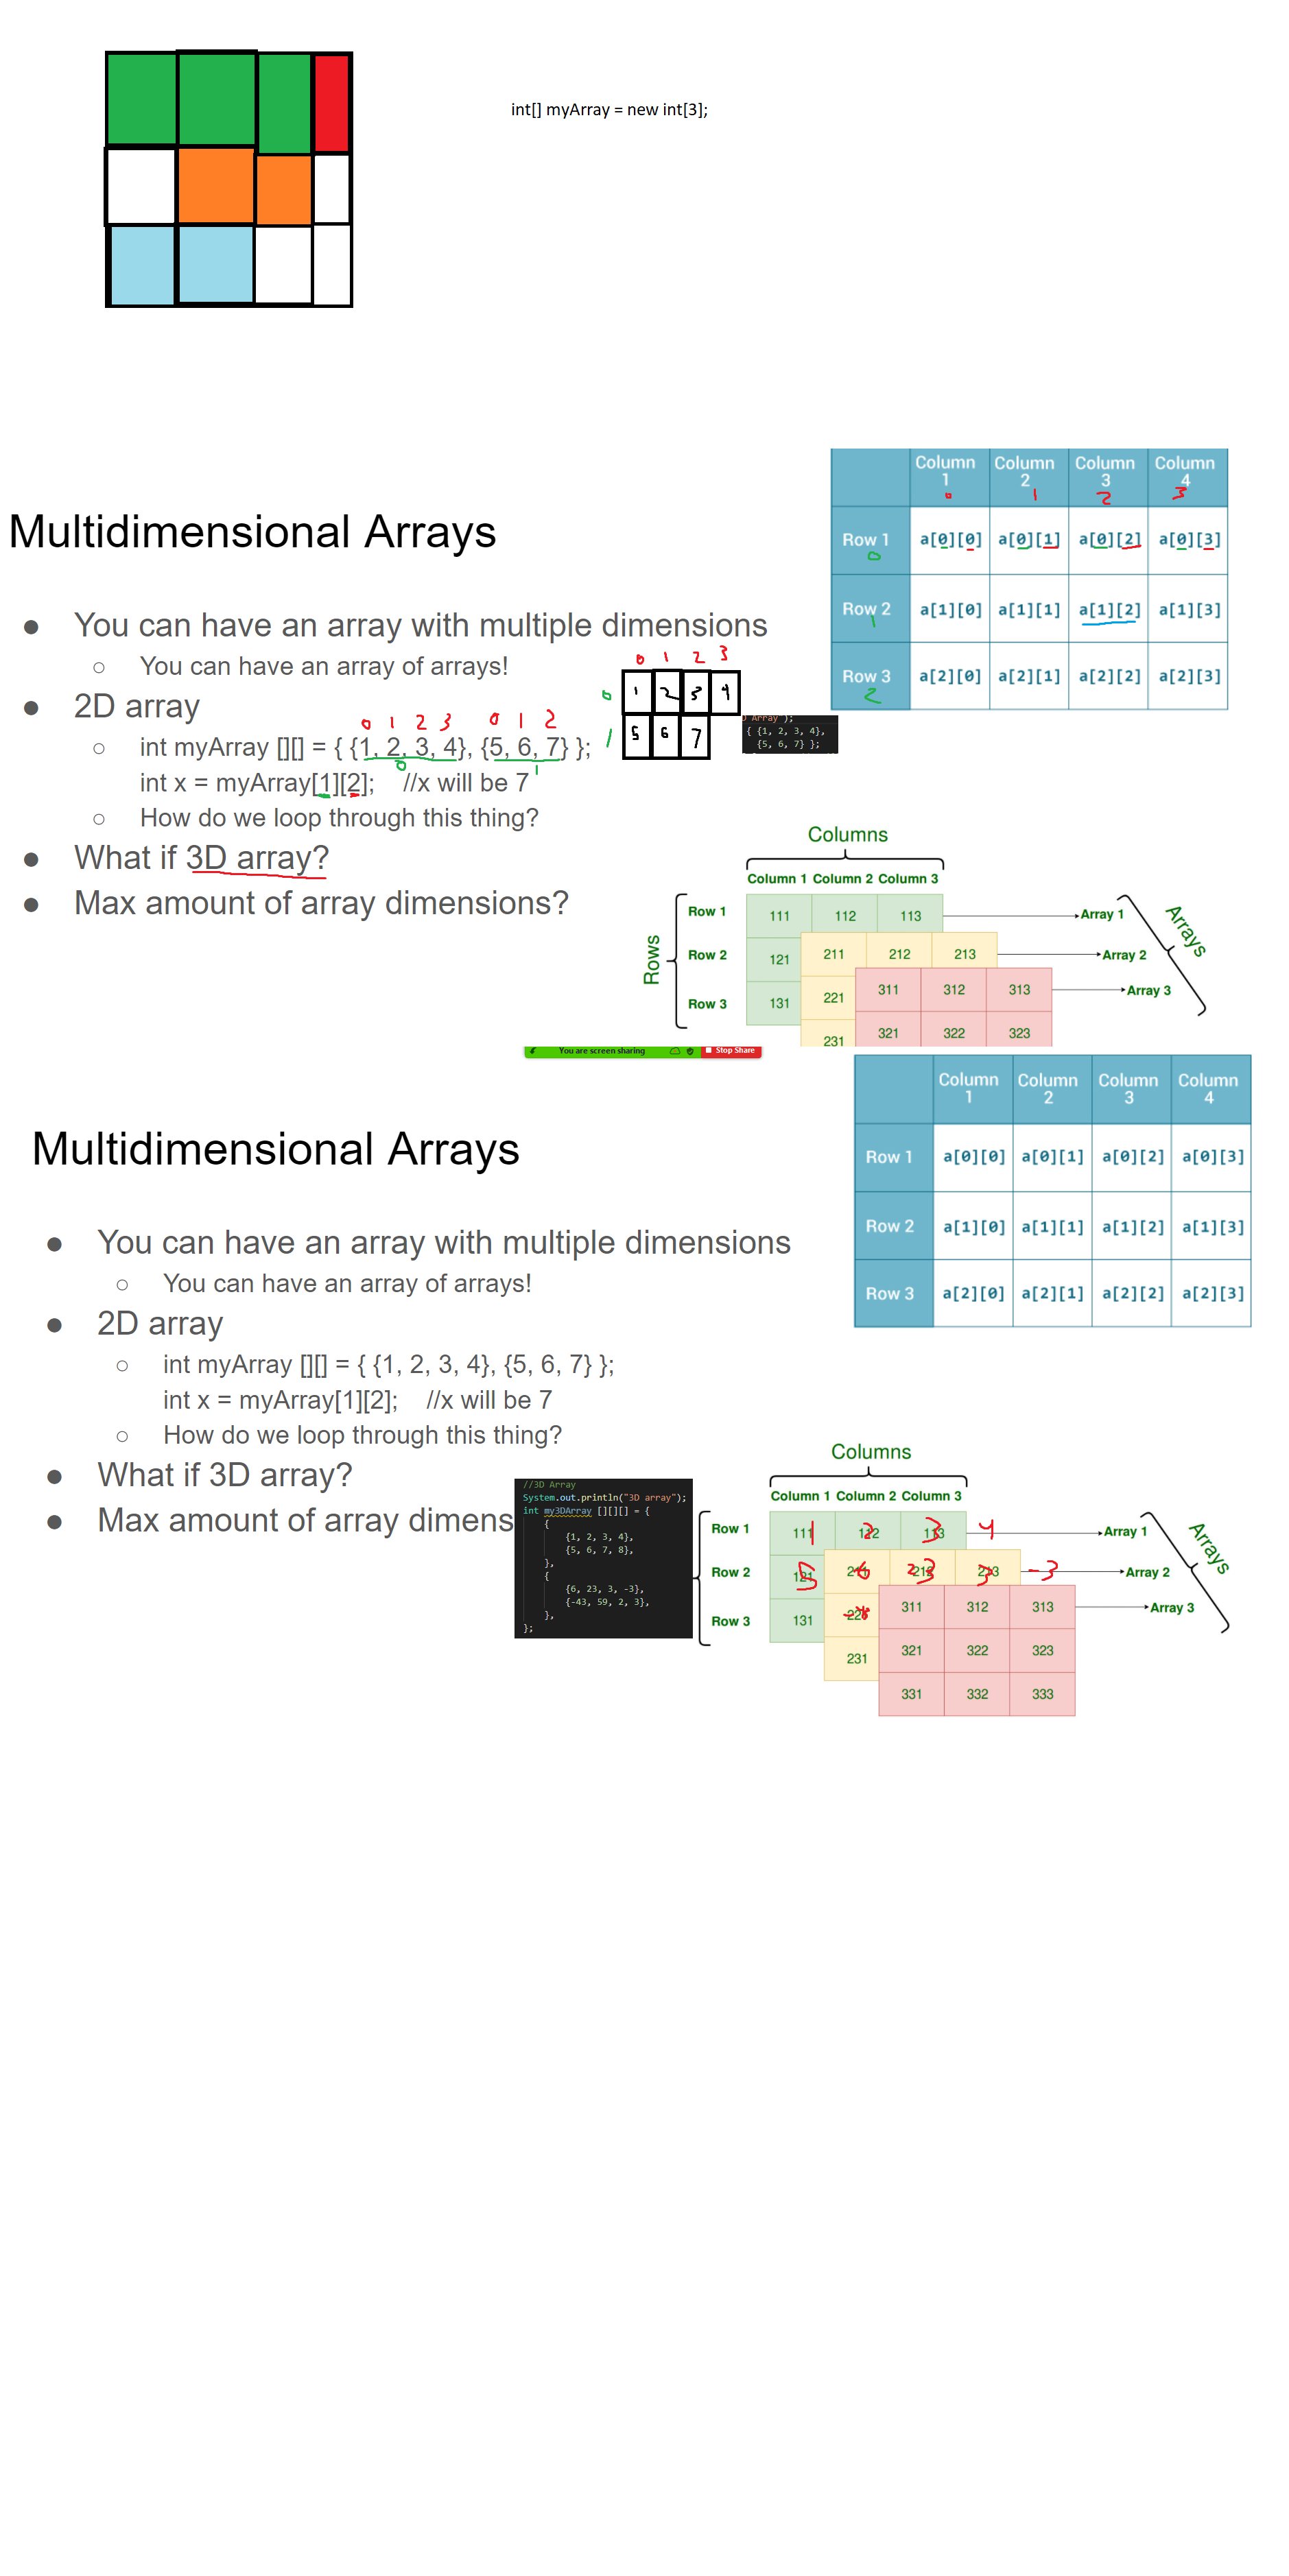 int[] myArray = new int[3];
Column 1 Column 2 Column 3 Column 4
0 1 2 3
Row 1 a[0][0] a[0][1] a[0][2] a[0][3]
0
Row 2 a[1][0] a[1][1] a[1][2] a[1][3]
1
Row 3 a[2][0] a[2][1] a[2][2] a[2][3]
2
Multidimensional Arrays
● You can have an array with multiple dimensions
○ You can have an array of arrays!
● 2D array
0 1 2 3 0 1 2
○ int myArray [][] = { {1, 2, 3, 4}, {5, 6, 7} };
0 1
int x = myArray[1][2]; //x will be 7
○ How do we loop through this thing?
● What if 3D array?
● Max amount of array dimensions?
0 1 2 3
0 1 2 3 4
1 5 6 7
D Array");
{ {1, 2, 3, 4},
{5, 6, 7} };
Columns
Column 1 Column 2 Column 3
Rows
Row 1 111 112 113 Array 1
Row 2 121 211 212 213 Array 2
Row 3 131 221 311 312 313 Array 3
231 321 322 323
Arrays
You are screen sharing Stop Share
Column 1 Column 2 Column 3 Column 4
Row 1 a[0][0] a[0][1] a[0][2] a[0][3]
Row 2 a[1][0] a[1][1] a[1][2] a[1][3]
Row 3 a[2][0] a[2][1] a[2][2] a[2][3]
Multidimensional Arrays
● You can have an array with multiple dimensions
○ You can have an array of arrays!
● 2D array
○ int myArray [][] = { {1, 2, 3, 4}, {5, 6, 7} };
int x = myArray[1][2]; //x will be 7
○ How do we loop through this thing?
● What if 3D array?
● Max amount of array dimens
//3D Array
System.out.println("3D array");
int my3DArray [][][] = {
{
{1, 2, 3, 4},
{5, 6, 7, 8},
},
{
{6, 23, 3, -3},
{-43, 59, 2, 3},
},
};
Columns
Column 1 Column 2 Column 3
Row 1 111 112 113 Array 1
1 2 3 4
Row 2 121 212 213 Array 2
5 6 23 3 -3
Row 3 131 311 312 313 Array 3
231 321 322 323
331 332 333
Arrays